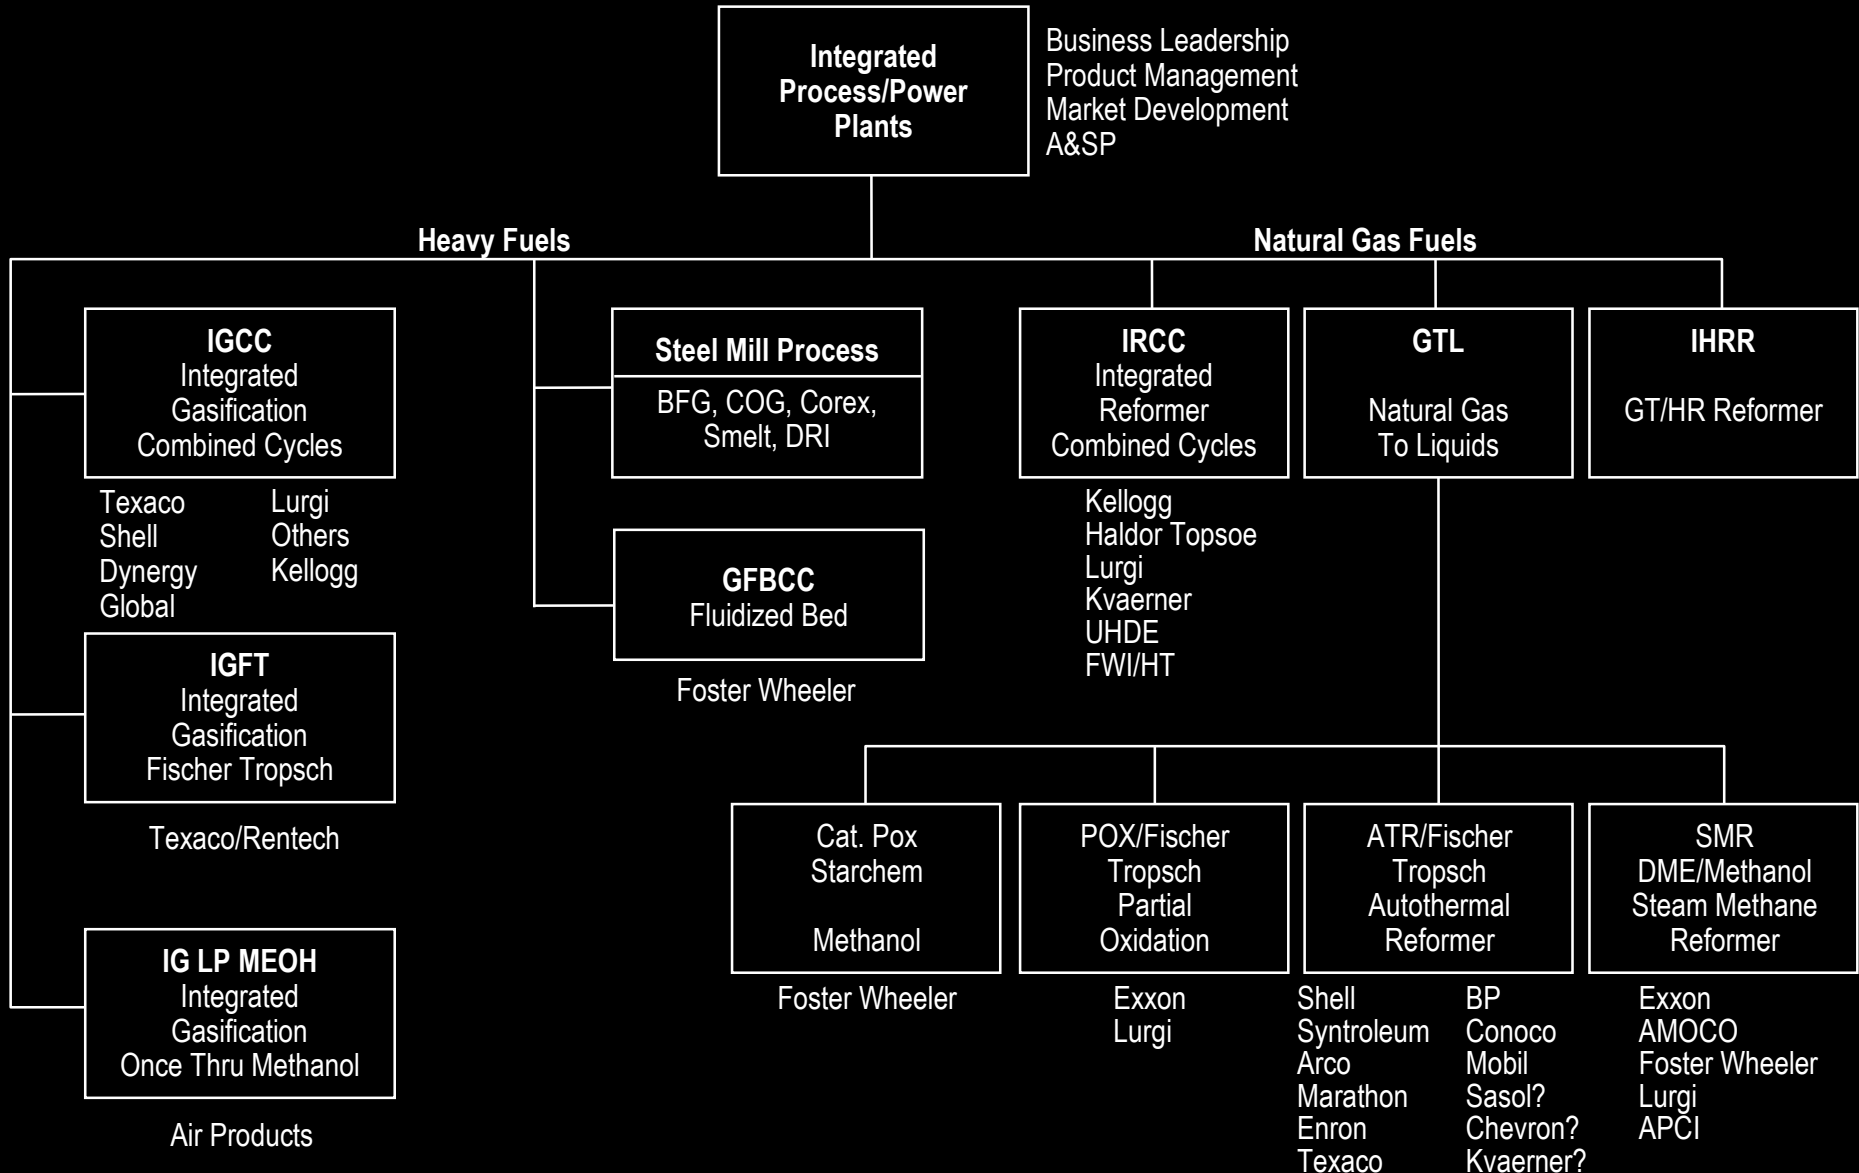 Integrated
Process/Power
Plants
Business Leadership
Product Management
Market Development
A&SP
Heavy Fuels
Natural Gas Fuels
IGCC
Integrated
Gasification
Combined Cycles
Texaco
Shell
Dynergy
Global
Lurgi
Others
Kellogg
IGFT
Integrated
Gasification
Fischer Tropsch
Texaco/Rentech
IG LP MEOH
Integrated
Gasification
Once Thru Methanol
Air Products
Steel Mill Process
BFG, COG, Corex,
Smelt, DRI
GFBCC
Fluidized Bed
Foster Wheeler
IRCC
Integrated
Reformer
Combined Cycles
Kellogg
Haldor Topsoe
Lurgi
Kvaerner
UHDE
FWI/HT
GTL
Natural Gas
To Liquids
IHRR
GT/HR Reformer
Cat. Pox
Starchem
Methanol
Foster Wheeler
POX/Fischer
Tropsch
Partial
Oxidation
Exxon
Lurgi
ATR/Fischer
Tropsch
Autothermal
Reformer
Shell
Syntroleum
Arco
Marathon
Enron
Texaco
BP
Conoco
Mobil
Sasol?
Chevron?
Kvaerner?
SMR
DME/Methanol
Steam Methane
Reformer
Exxon
AMOCO
Foster Wheeler
Lurgi
APCI